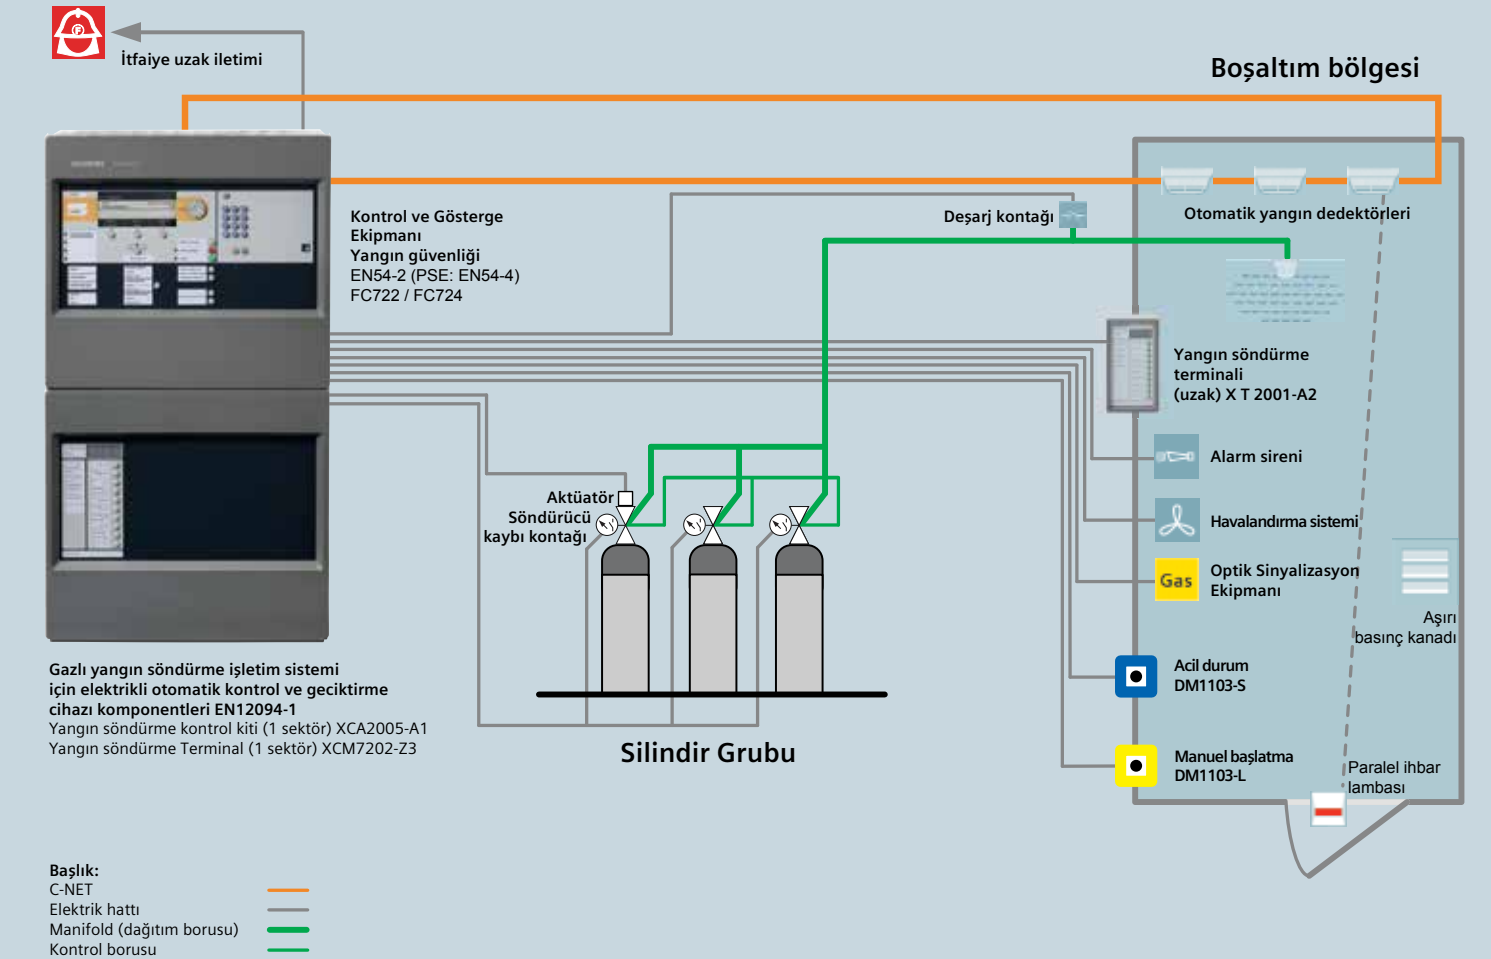 İtfaiye uzak iletimi
Boşaltım bölgesi
Kontrol ve Gösterge
Ekipmanı
Yangın güvenliği
EN54-2 (PSE: EN54-4)
FC722 / FC724
Deşarj kontağı
Otomatik yangın dedektörleri
Yangın söndürme
terminali
(uzak) X T 2001-A2
Alarm sireni
Aktüatör
Söndürücü
kaybı kontağı
Havalandırma sistemi
Gas
Optik Sinyalizasyon
Ekipmanı
Aşırı
basınç kanadı
Acil durum
DM1103-S
Gazlı yangın söndürme işletim sistemi
için elektrikli otomatik kontrol ve geciktirme
cihazı komponentleri EN12094-1
Yangın söndürme kontrol kiti (1 sektör) XCA2005-A1
Yangın söndürme Terminal (1 sektör) XCM7202-Z3
Silindir Grubu
Manuel başlatma
DM1103-L
Paralel ihbar
lambası
Başlık:
C-NET
Elektrik hattı
Manifold (dağıtım borusu)
Kontrol borusu